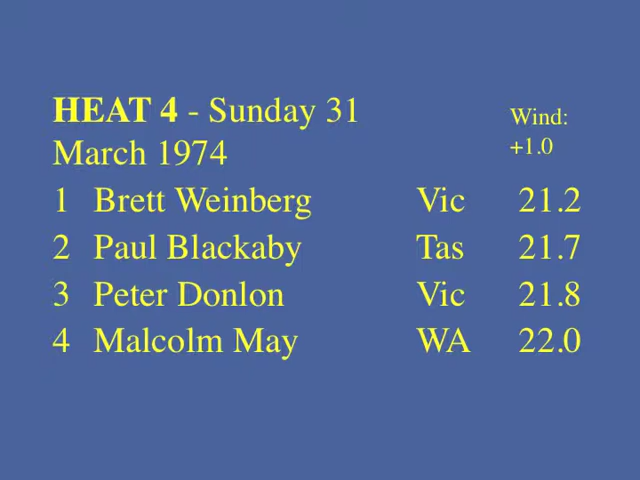 HEAT 4 - Sunday 31
March 1974
Wind:
+1.0
1 Brett Weinberg Vic 21.2
2 Paul Blackaby Tas 21.7
3 Peter Donlon Vic 21.8
4 Malcolm May WA 22.0